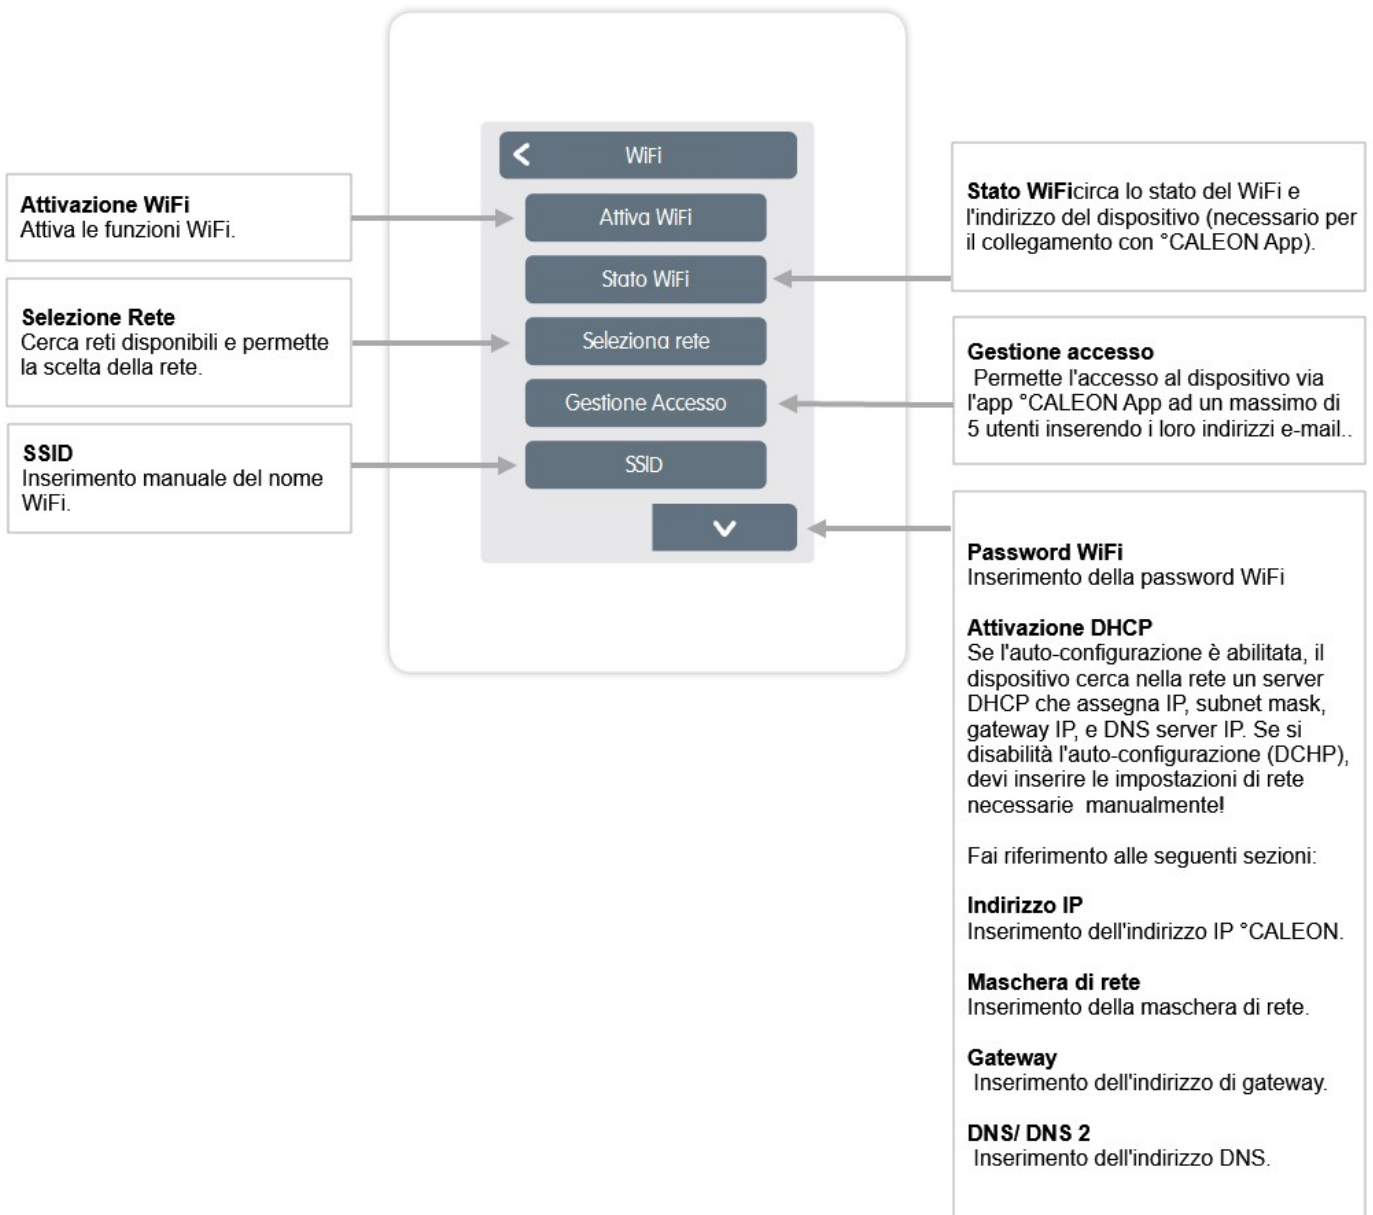 WiFi
Attiva WiFi
Stato WiFi
Seleziona rete
Gestione Accesso
SSID
Attivazione WiFi
Attiva le funzioni WiFi.
Selezione Rete
Cerca reti disponibili e permette
la scelta della rete.
SSID
Inserimento manuale del nome
WiFi.
Stato WiFicirca lo stato del WiFi e
l'indirizzo del dispositivo (necessario per
il collegamento con °CALEON App).
Gestione accesso
Permette l'accesso al dispositivo via
l'app °CALEON App ad un massimo di
5 utenti inserendo i loro indirizzi e-mail..
Password WiFi
Inserimento della password WiFi
Attivazione DHCP
Se l'auto-configurazione è abilitata, il
dispositivo cerca nella rete un server
DHCP che assegna IP, subnet mask,
gateway IP, e DNS server IP. Se si
disabilità l'auto-configurazione (DCHP),
devi inserire le impostazioni di rete
necessarie  manualmente!
Fai riferimento alle seguenti sezioni:
Indirizzo IP
Inserimento dell'indirizzo IP °CALEON.
Maschera di rete
Inserimento della maschera di rete.
Gateway
Inserimento dell'indirizzo di gateway.
DNS/ DNS 2
Inserimento dell'indirizzo DNS.